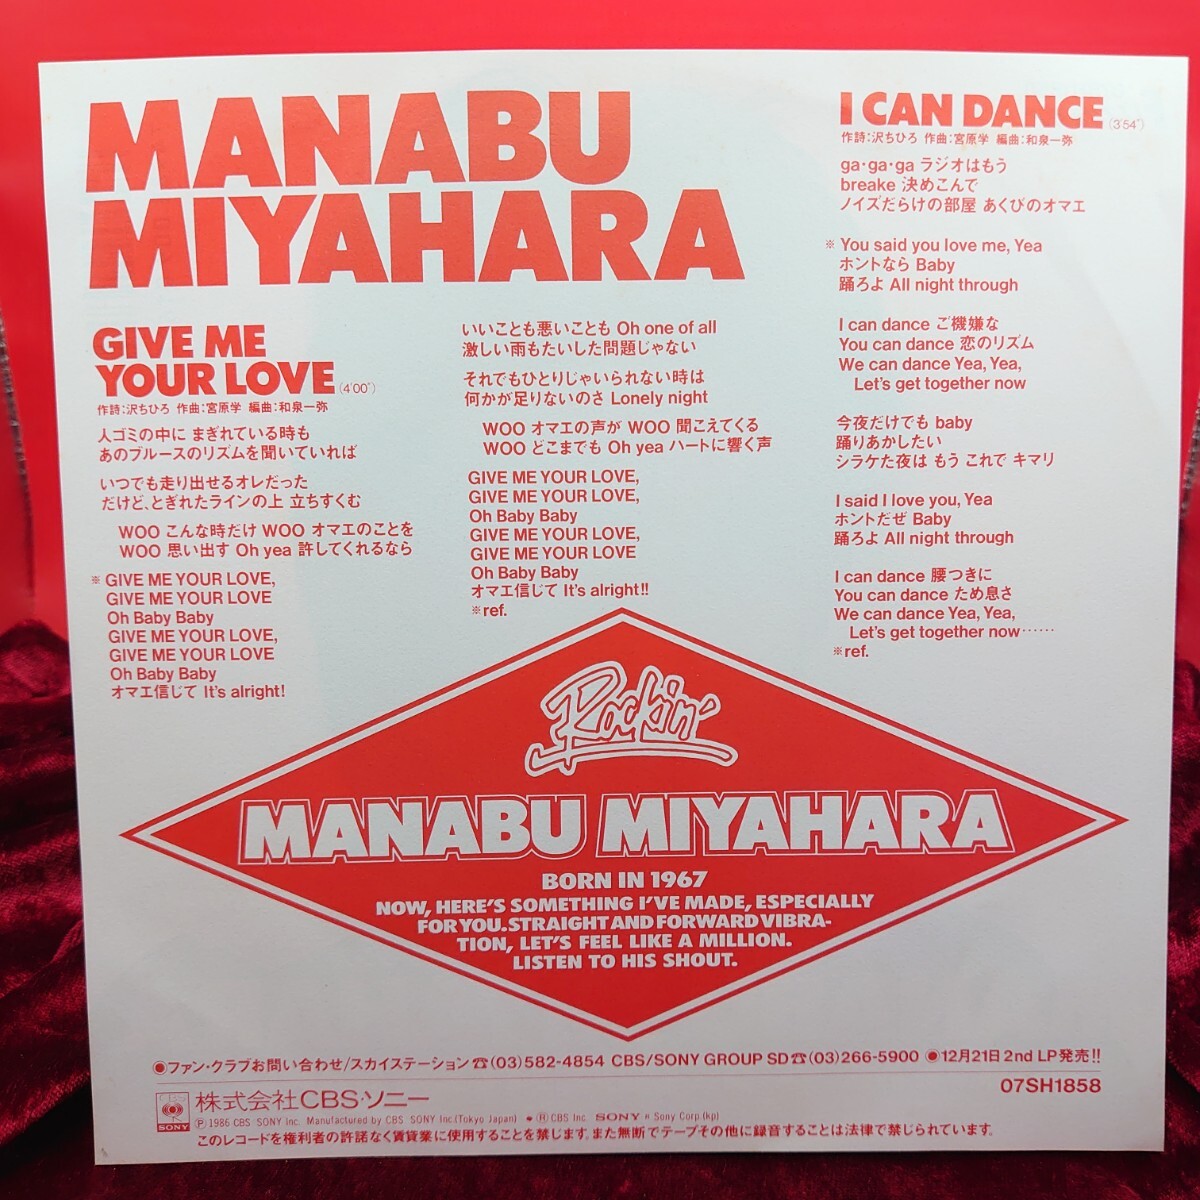 MANABU
MIYAHARA
GIVE ME
YOUR LOVE (4'00")
作詩:沢ちひろ 作曲:宮原学 編曲:和泉一弥
人ゴミの中に まぎれている時も
あのブルースのリズムを聞いていれば
いつでも走り出せるオレだった
だけど、とぎれたラインの上 立ちすくむ
WOO こんな時だけ WOO オマエのことを
WOO 思い出す Oh yea 許してくれるなら
※ GIVE ME YOUR LOVE,
GIVE ME YOUR LOVE
Oh Baby Baby
GIVE ME YOUR LOVE,
GIVE ME YOUR LOVE
Oh Baby Baby
オマエ信じて It's alright!
いいことも悪いことも Oh one of all
激しい雨もたいした問題じゃない
それでもひとりじゃいられない時は
何かが足りないのさ Lonely night
WOO オマエの声が WOO 聞こえてくる
WOO どこまでも Oh yea ハートに響く声
GIVE ME YOUR LOVE,
GIVE ME YOUR LOVE,
Oh Baby Baby
GIVE ME YOUR LOVE,
GIVE ME YOUR LOVE
Oh Baby Baby
オマエ信じて It's alright!!
※ref.
I CAN DANCE (3'54")
作詩:沢ちひろ 作曲:宮原学 編曲:和泉一弥
ga・ga・ga ラジオはもう
breake 決めこんで
ノイズだらけの部屋 あくびのオマエ
※ You said you love me, Yea
ホントなら Baby
踊ろよ All night through
I can dance ご機嫌な
You can dance 恋のリズム
We can dance Yea, Yea,
Let's get together now
今夜だけでも baby
踊りあかしたい
シラケた夜は もう これで キマリ
I said I love you, Yea
ホントだぜ Baby
踊ろよ All night through
I can dance 腰つきに
You can dance ため息さ
We can dance Yea, Yea,
Let's get together now……
※ref.
Rockin'
MANABU MIYAHARA
BORN IN 1967
NOW, HERE'S SOMETHING I'VE MADE, ESPECIALLY
FOR YOU. STRAIGHT AND FORWARD VIBRA-
TION, LET'S FEEL LIKE A MILLION.
LISTEN TO HIS SHOUT.
●ファン・クラブお問い合わせ/スカイステーション☎(03)582-4854 CBS/SONY GROUP SD☎(03)266-5900 ●12月21日 2nd LP発売!!
07SH1858
SONY
株式会社CBS・ソニー
Ⓟ1986 CBS SONY Inc. Manufactured by CBS SONY Inc.(Tokyo Japan) ● Ⓡ CBS Inc. SONY Ⓡ Sony Corp.(kp)
このレコードを権利者の許諾なく賃貸業に使用することを禁じます。また無断でテープその他に録音することは法律で禁じられています。